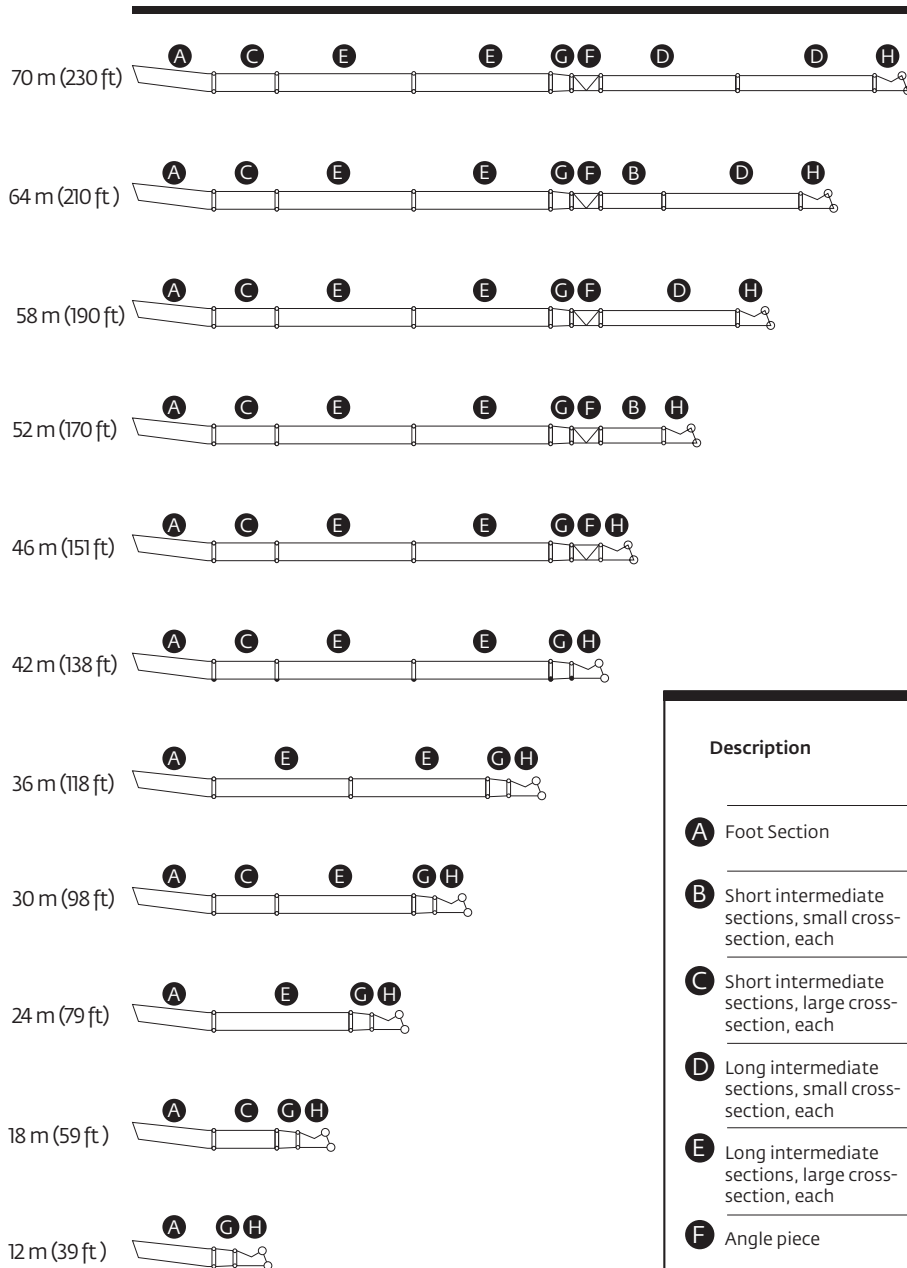 A C E E G F D D H
70 m (230 ft)
A C E E G F B D H
64 m (210 ft )
A C E E G F D H
58 m (190 ft)
A C E E G F B H
52 m (170 ft)
A C E E G F H
46 m (151 ft)
A C E E G H
42 m (138 ft)
A E E G H
36 m (118 ft)
A C E G H
30 m (98 ft)
A E G H
24 m (79 ft)
A C G H
18 m (59 ft )
A G H
12 m (39 ft )
Description
A Foot Section
B Short intermediate
sections, small cross-
section, each
C Short intermediate
sections, large cross-
section, each
D Long intermediate
sections, small cross-
section, each
E Long intermediate
sections, large cross-
section, each
F Angle piece